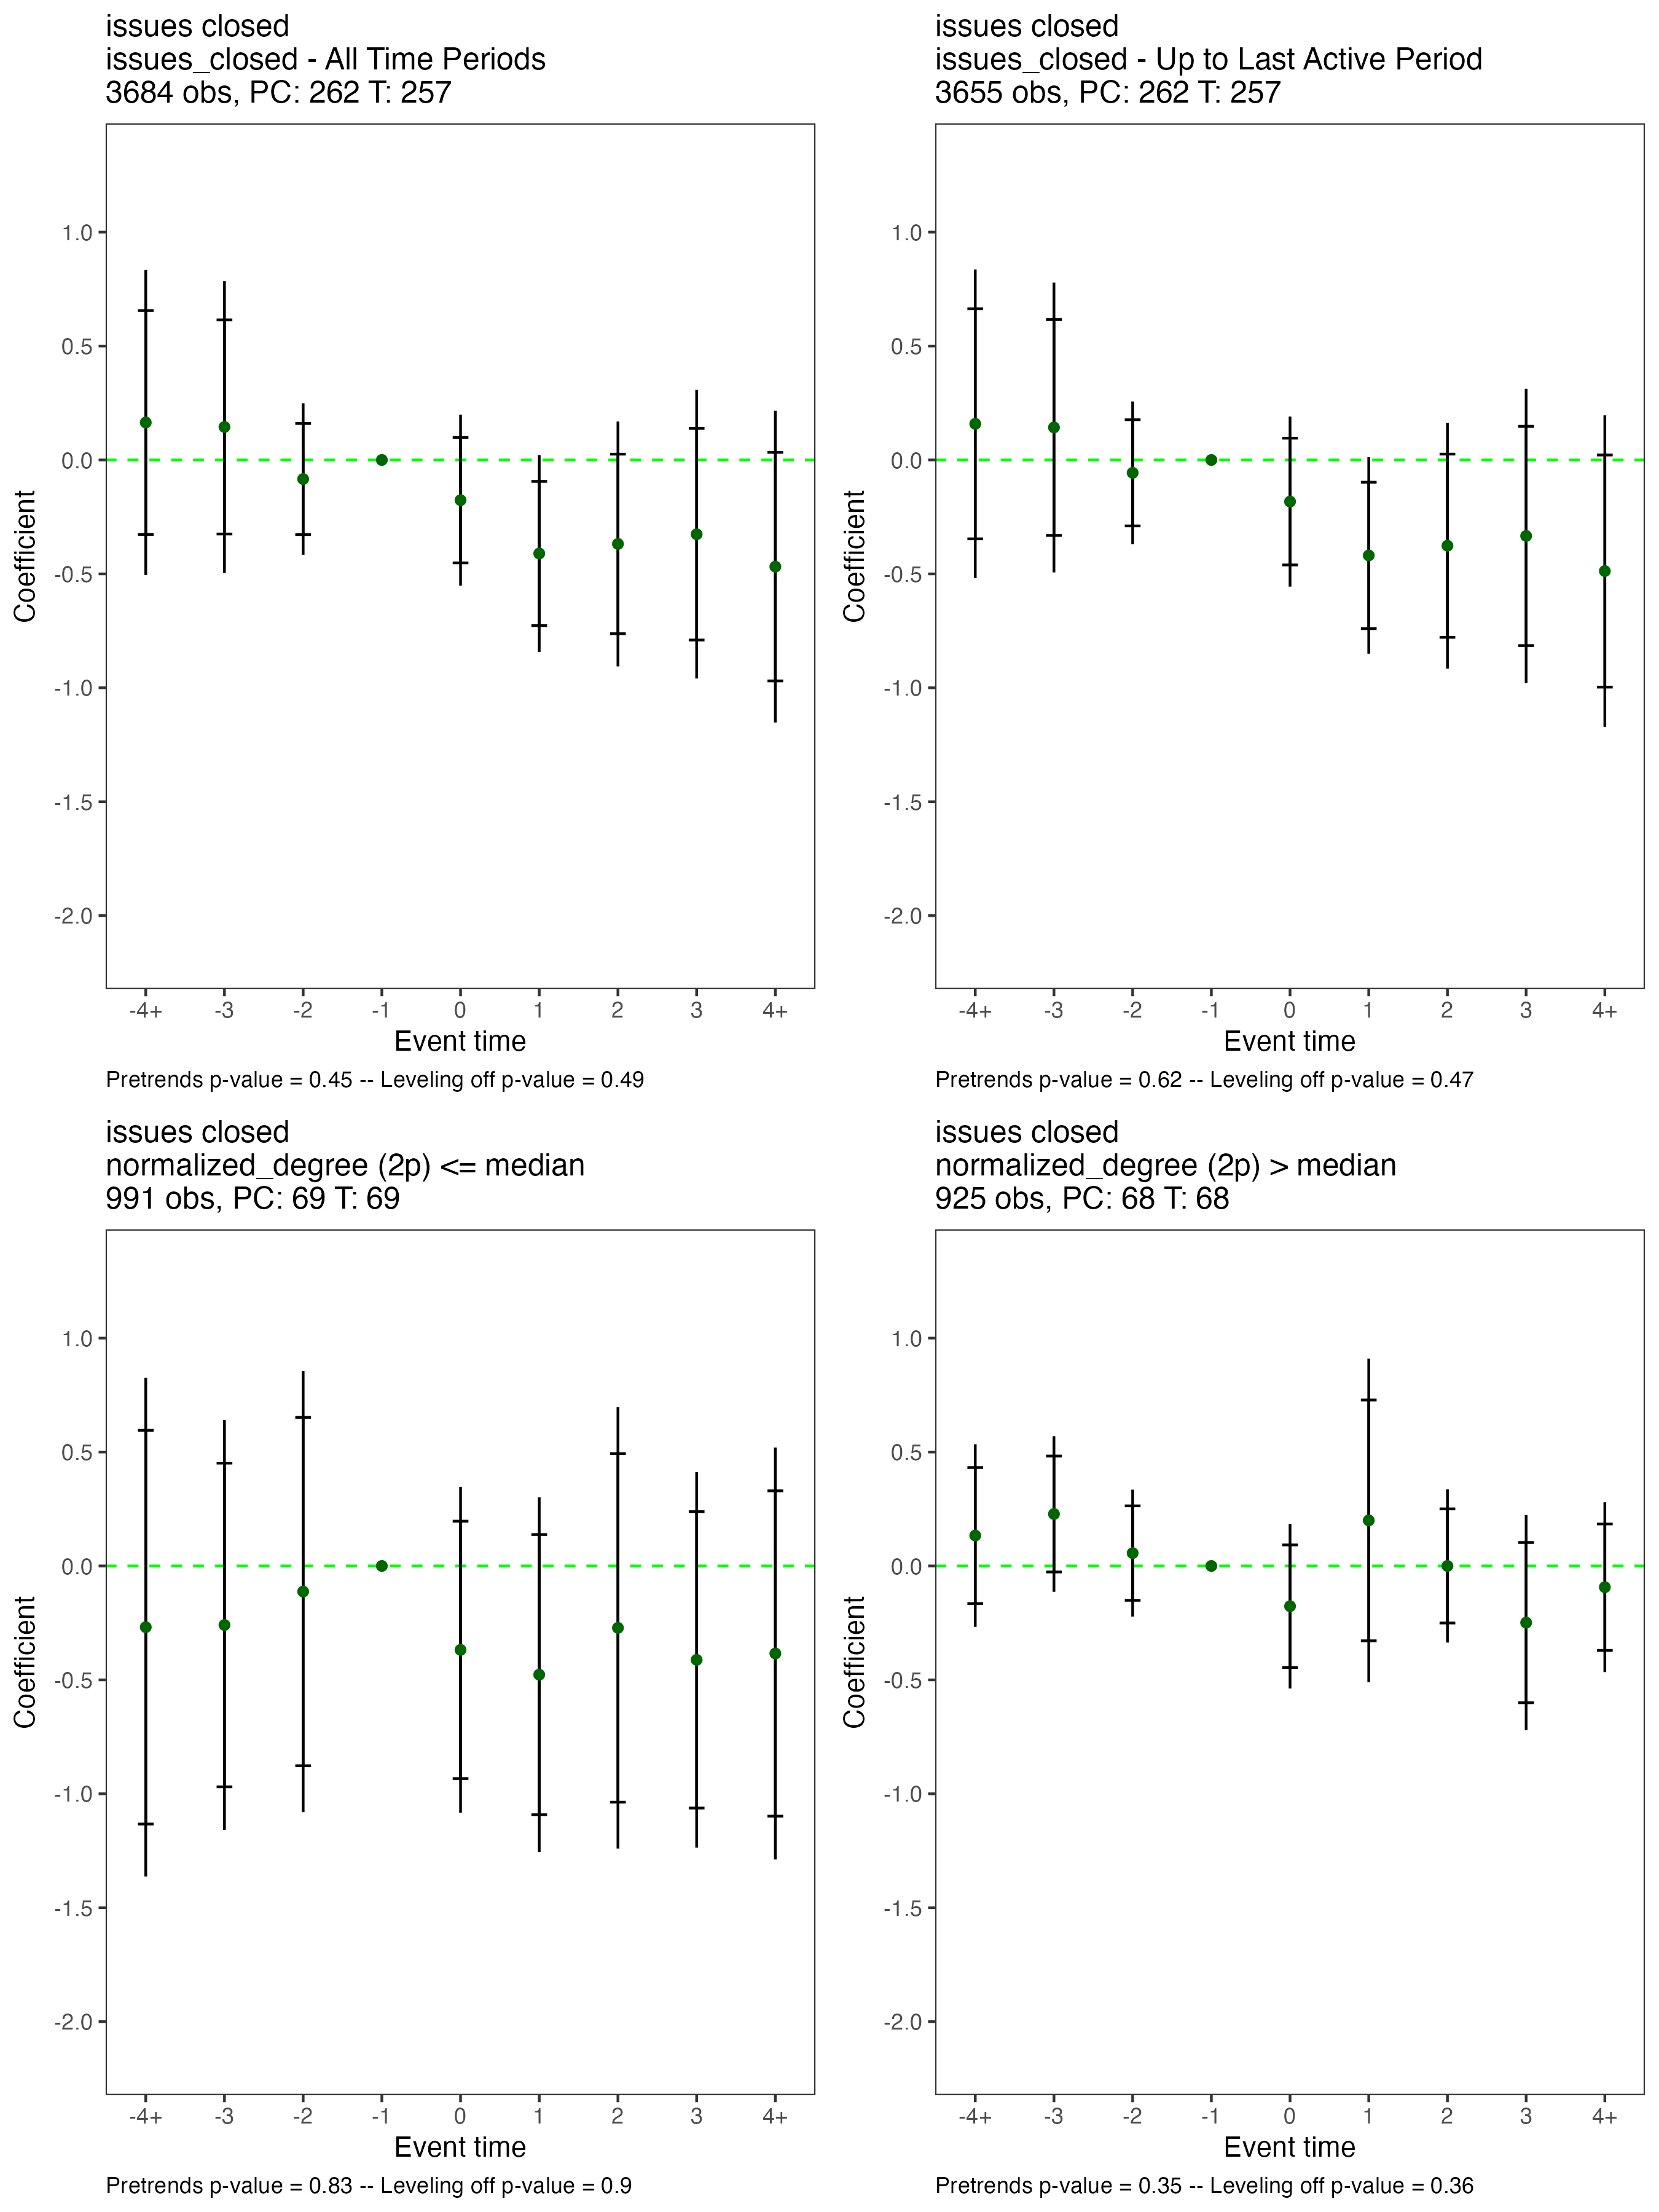 issues closed
issues_closed - All Time Periods
3684 obs, PC: 262 T: 257
1.0
0.5
0.0
-0.5
-1.0
-1.5
-2.0
Coefficient
-4+ -3 -2 -1 0 1 2 3 4+
Event time
Pretrends p-value = 0.45 -- Leveling off p-value = 0.49
issues closed
issues_closed - Up to Last Active Period
3655 obs, PC: 262 T: 257
1.0
0.5
0.0
-0.5
-1.0
-1.5
-2.0
Coefficient
-4+ -3 -2 -1 0 1 2 3 4+
Event time
Pretrends p-value = 0.62 -- Leveling off p-value = 0.47
issues closed
normalized_degree (2p) <= median
991 obs, PC: 69 T: 69
1.0
0.5
0.0
-0.5
-1.0
-1.5
-2.0
Coefficient
-4+ -3 -2 -1 0 1 2 3 4+
Event time
Pretrends p-value = 0.83 -- Leveling off p-value = 0.9
issues closed
normalized_degree (2p) > median
925 obs, PC: 68 T: 68
1.0
0.5
0.0
-0.5
-1.0
-1.5
-2.0
Coefficient
-4+ -3 -2 -1 0 1 2 3 4+
Event time
Pretrends p-value = 0.35 -- Leveling off p-value = 0.36